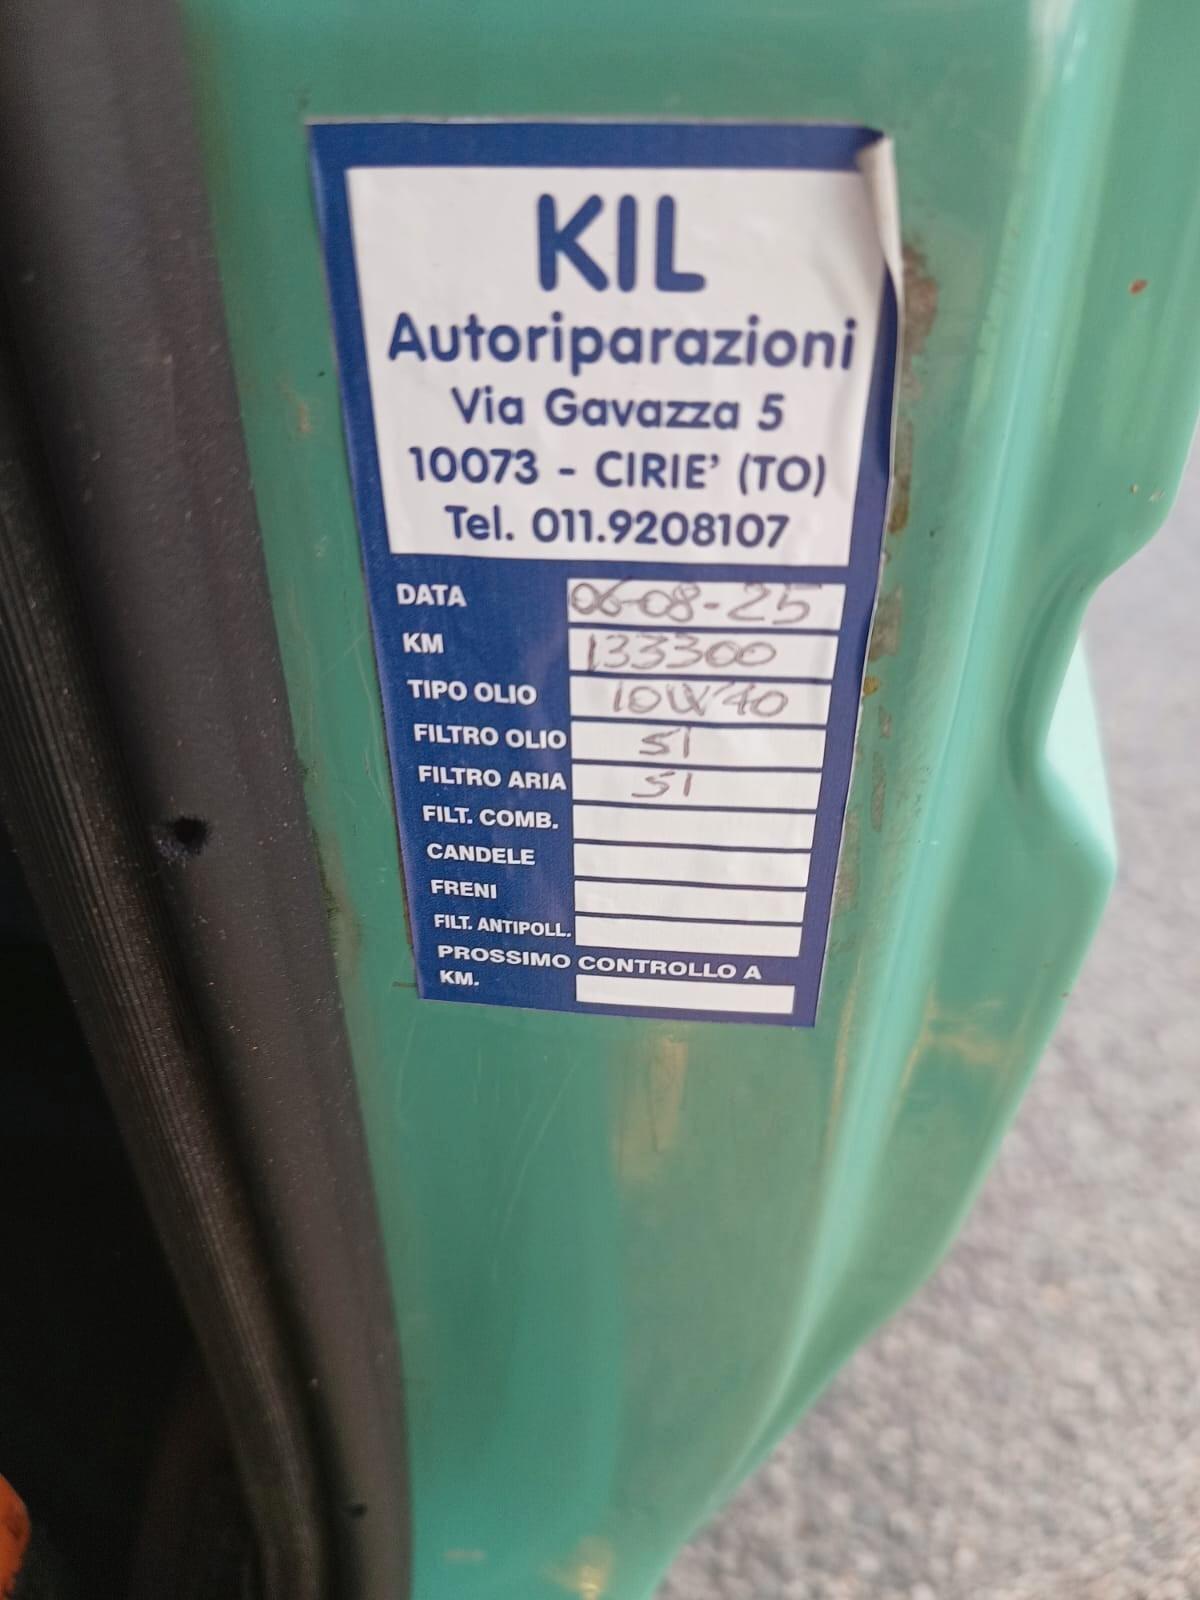 KIL
Autoriparazioni
Via Gavazza 5
10073 - CIRIE' (TO)
Tel. 011.9208107
DATA 06-08-25
KM 133300
TIPO OLIO 10W40
FILTRO OLIO SI
FILTRO ARIA SI
FILT. COMB.
CANDELE
FRENI
FILT. ANTIPOLL.
PROSSIMO CONTROLLO A
KM.